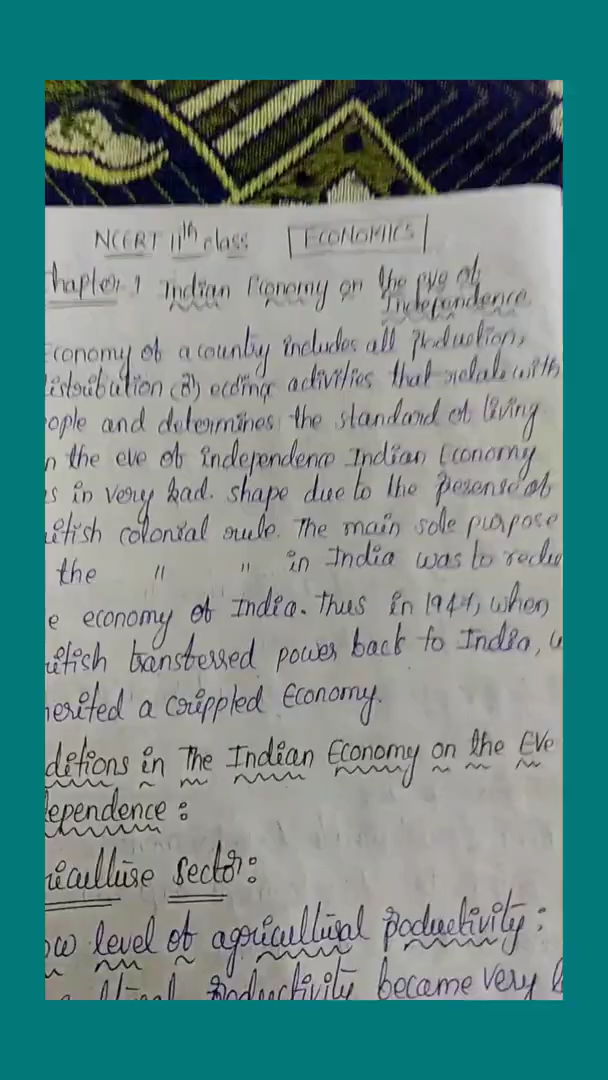 NCERT 11th class ECONOMICS
hapter. 1 Indian Economy on the eve of
Independence
conomy of a country includes all Production,
istribution (&) activities that relate with
ople and determines the standard of living
n the eve of independence Indian Economy
s in very bad. shape due to the of
itish colonial rule. The main sole purpose
the " " in India was to redu
e economy of India. Thus in 1947, when
itish transferred power back to India, w
herited a crippled Economy.
ditions in The Indian Economy on the Eve
dependence :
riculture sector:
ow level of agricultural Productivity :
Productivity became very l